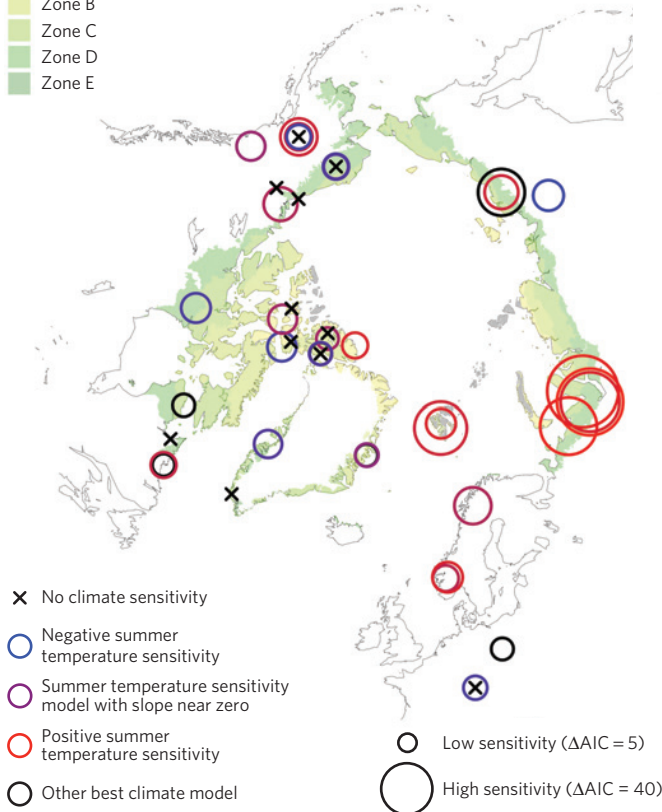 Zone B
Zone C
Zone D
Zone E
No climate sensitivity
Negative summer
temperature sensitivity
Summer temperature sensitivity
model with slope near zero
Positive summer
temperature sensitivity
Other best climate model
Low sensitivity (ΔAIC = 5)
High sensitivity (ΔAIC = 40)